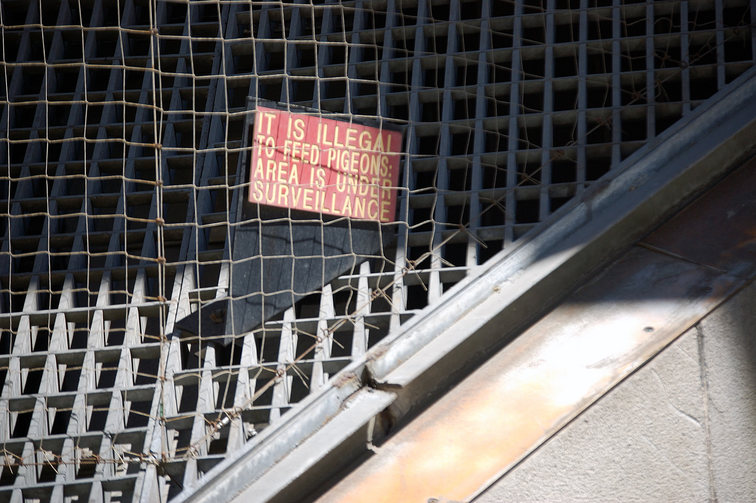 IT IS ILLEGAL
TO FEED PIGEONS:
AREA IS UNDER
SURVEILLANCE